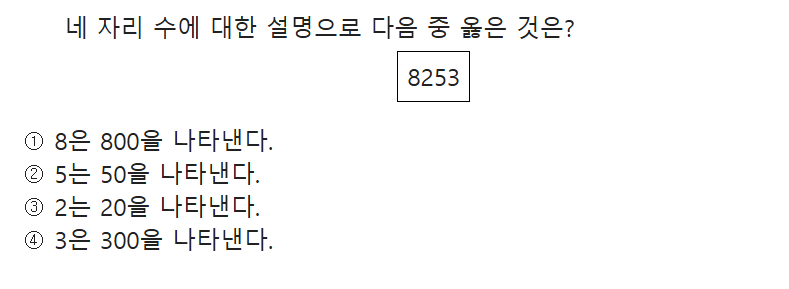 네 자리 수에 대한 설명으로 다음 중 옳은 것은?
8253
① 8은 800을 나타낸다.
② 5는 50을 나타낸다.
③ 2는 20을 나타낸다.
④ 3은 300을 나타낸다.